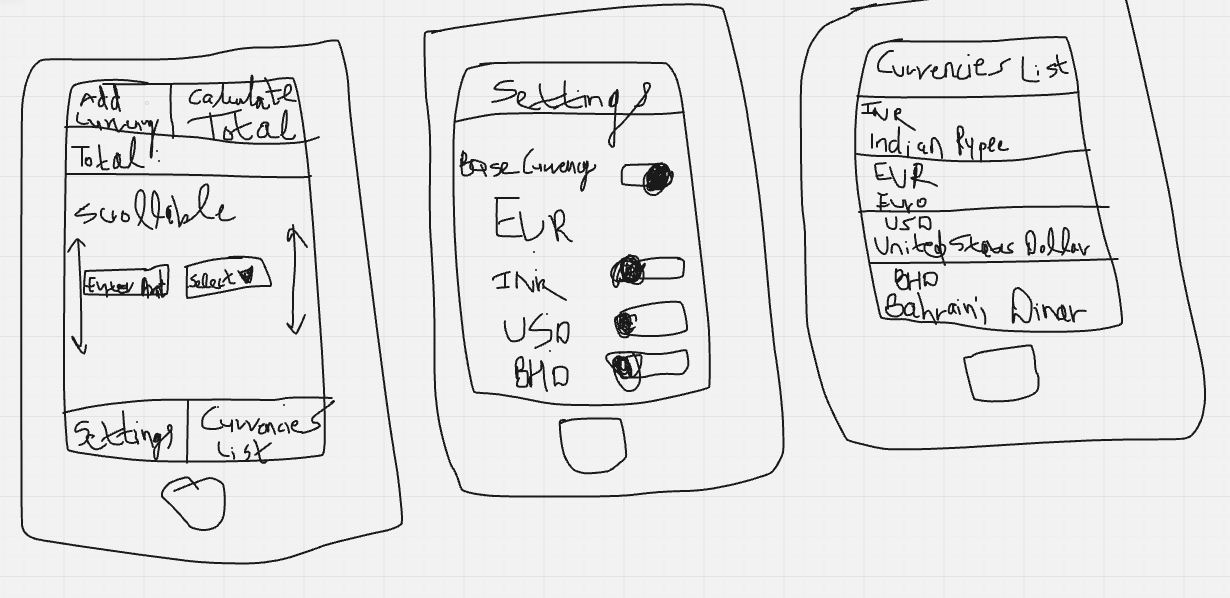 Add
Currency
Calculate
Total
Total:
Scrollable
Enter Amt
Select
Settings
Currencies
List
Settings
Base Currency
EUR
INR
USD
BHD
Currencies List
INR
Indian Rypee
EUR
Euro
USD
United States Dollar
BHD
Bahraini Dinar